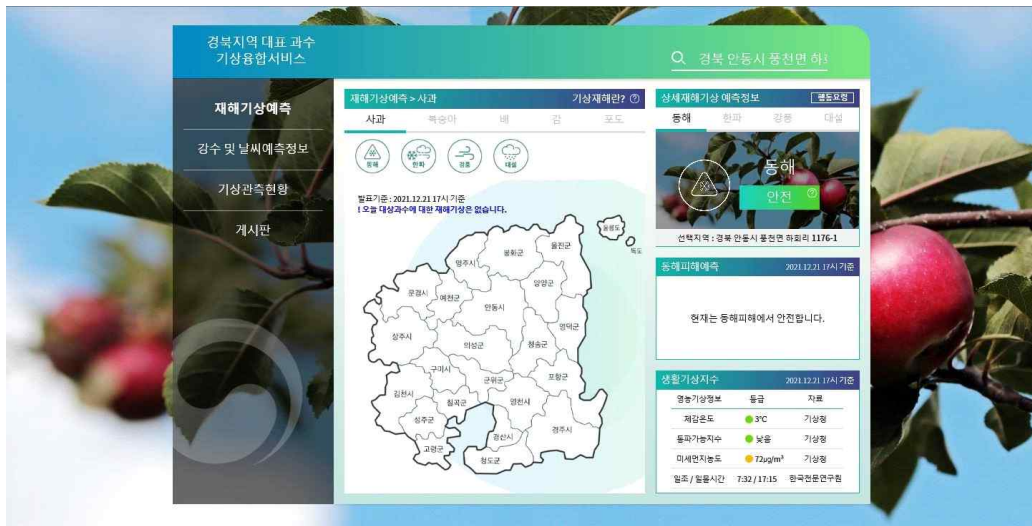 경북지역 대표 과수
기상융합서비스
경북 안동시 풍천면 하회
재해기상예측
강수 및 날씨예측정보
기상관측현황
게시판
재해기상예측 > 사과
기상재해란?
사과
복숭아
배
감
포도
동해
한파
강풍
대설
발표기준 : 2021.12.21 17시 기준
! 오늘 대상과수에 대한 재해기상은 없습니다.
울릉도
독도
울진군
봉화군
영주시
양양군
문경시
예천군
안동시
영덕군
상주시
의성군
청송군
구미시
군위군
포항군
김천시
칠곡군
영천시
성주군
경주시
경산시
고령군
청도군
상세재해기상 예측정보
행동요령
동해
한파
강풍
대설
동해
안전
선택지역 : 경북 안동시 풍천면 하회리 1176-1
동해피해예측
2021.12.21 17시 기준
현재는 동해피해에서 안전합니다.
생활기상지수
2021.12.21 17시 기준
영농기상정보 등급 자료
체감온도 3°C 기상청
동파가능지수 낮음 기상청
미세먼지농도 72μg/m³ 기상청
일조 / 일몰시간 7:32 / 17:15 한국천문연구원